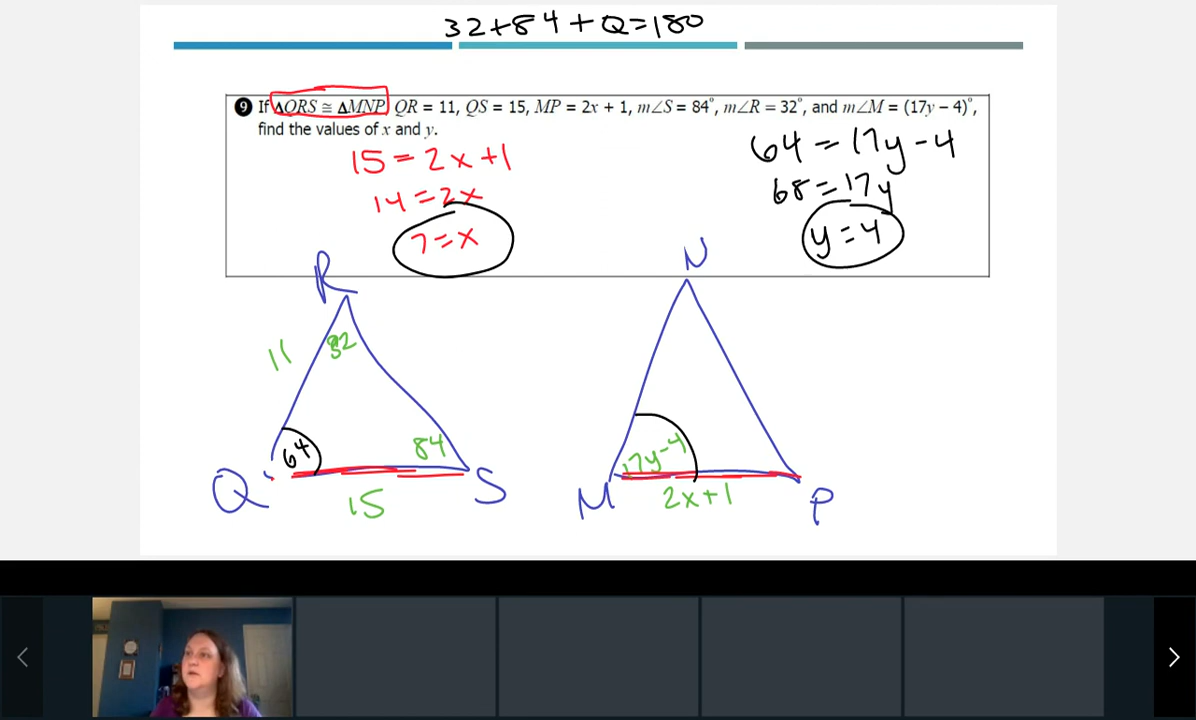 32+84+Q=180
9 If ΔQRS ≅ ΔMNP, QR = 11, QS = 15, MP = 2x + 1, m∠S = 84°, m∠R = 32°, and m∠M = (17y − 4)°,
find the values of x and y.
15=2x+1
14=2x
7=x
64=17y-4
68=17y
y=4
R
11
32
64
84
Q
15
S
N
17y-4
M
2x+1
P